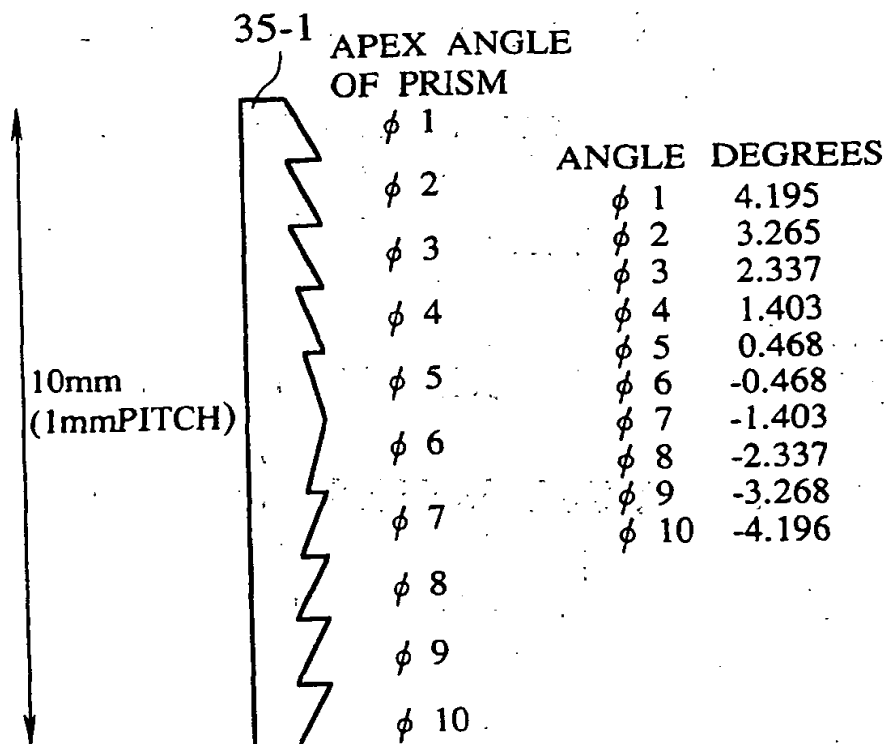 35-1
APEX ANGLE
OF PRISM
ϕ 1
ϕ 2
ϕ 3
ϕ 4
ϕ 5
ϕ 6
ϕ 7
ϕ 8
ϕ 9
ϕ 10
10mm
(1mmPITCH)
ANGLE DEGREES
ϕ 1 4.195
ϕ 2 3.265
ϕ 3 2.337
ϕ 4 1.403
ϕ 5 0.468
ϕ 6 -0.468
ϕ 7 -1.403
ϕ 8 -2.337
ϕ 9 -3.268
ϕ 10 -4.196